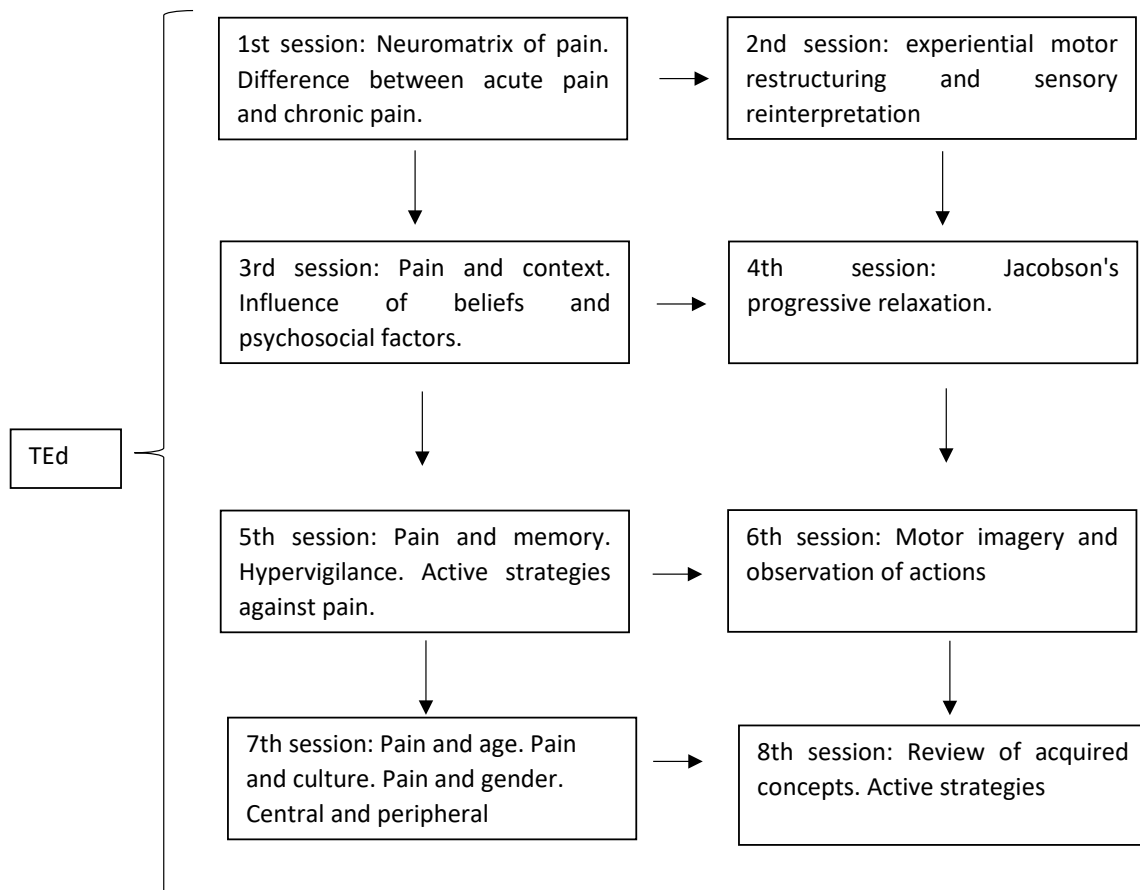 1st session: Neuromatrix of pain.
Difference between acute pain
and chronic pain.
2nd session: experiential motor
restructuring and sensory
reinterpretation
3rd session: Pain and context.
Influence of beliefs and
psychosocial factors.
4th session: Jacobson's
progressive relaxation.
TEd
5th session: Pain and memory.
Hypervigilance. Active strategies
against pain.
6th session: Motor imagery and
observation of actions
7th session: Pain and age. Pain
and culture. Pain and gender.
Central and peripheral
8th session: Review of acquired
concepts. Active strategies